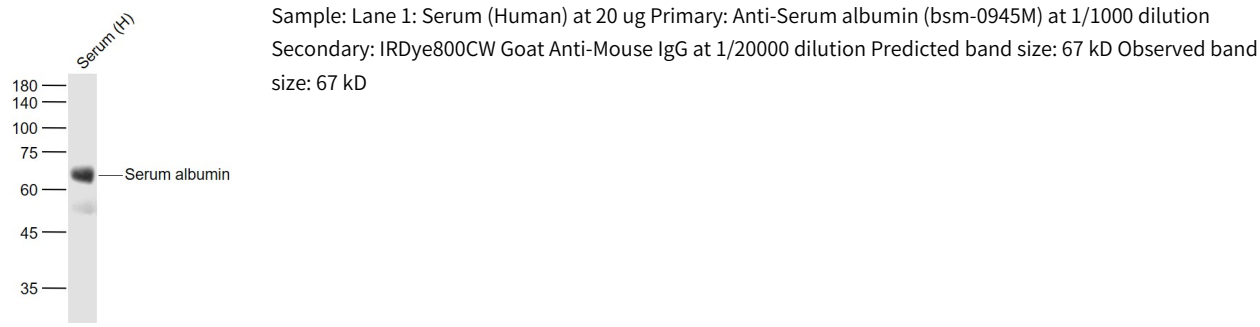 Serum (H)
180
140
100
75
60
45
35
Serum albumin
Sample: Lane 1: Serum (Human) at 20 ug Primary: Anti-Serum albumin (bsm-0945M) at 1/1000 dilution
Secondary: IRDye800CW Goat Anti-Mouse IgG at 1/20000 dilution Predicted band size: 67 kD Observed band
size: 67 kD